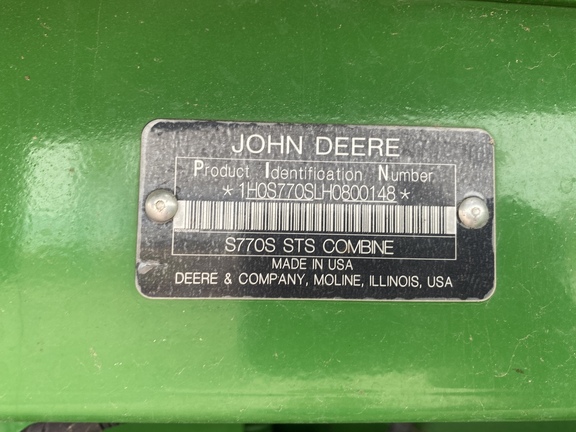 JOHN DEERE
Product Identification Number
*1H0S770SLH0800148*
S770S STS COMBINE
MADE IN USA
DEERE & COMPANY, MOLINE, ILLINOIS, USA